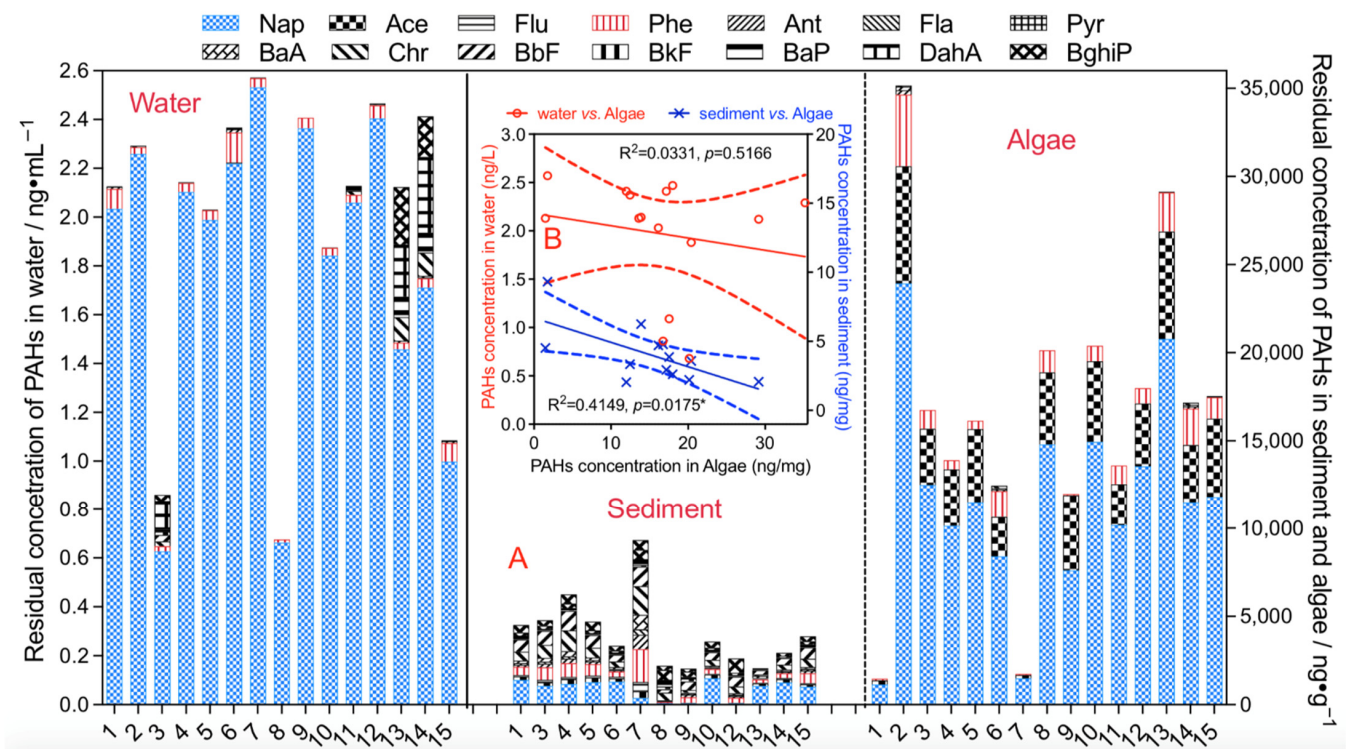 Nap Ace Flu Phe Ant Fla Pyr
BaA Chr BbF BkF BaP DahA BghiP
Residual concetration of PAHs in water / ng•mL⁻¹
2.6
2.4
2.2
2.0
1.8
1.6
1.4
1.2
1.0
0.8
0.6
0.4
0.2
0.0
Water
1 2 3 4 5 6 7 8 9 10 11 12 13 14 15
water vs. Algae sediment vs. Algae
PAHs concentration in water (ng/L)
3.0
2.5
2.0
1.5
1.0
0.5
0.0
R²=0.0331, p=0.5166
B
R²=0.4149, p=0.0175*
0 10 20 30
PAHs concentration in Algae (ng/mg)
20
15
10
5
0
PAHs concentration in sediment (ng/mg)
Sediment
A
1 3 4 5 6 7 8 9 10 12 13 14 15
Algae
1 2 3 4 5 6 7 8 9 10 11 12 13 14 15
35,000
30,000
25,000
20,000
15,000
10,000
5,000
0
Residual concetration of PAHs in sediment and algae / ng•g⁻¹